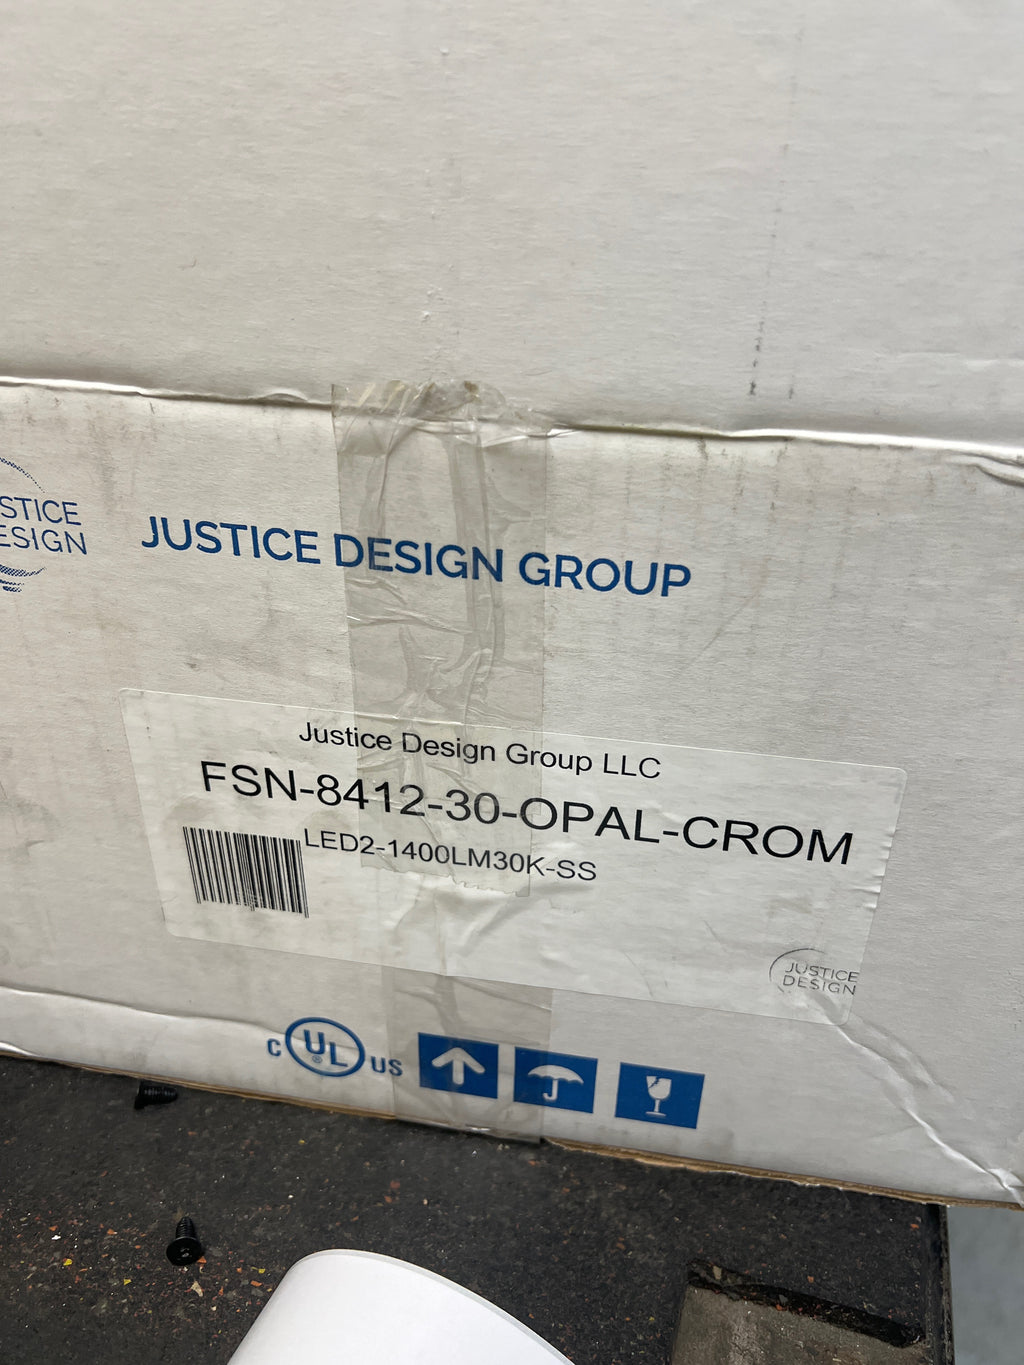 STICE
ESIGN
JUSTICE DESIGN GROUP
Justice Design Group LLC
FSN-8412-30-OPAL-CROM
LED2-1400LM30K-SS
JUSTICE
DESIGN
C UL® US